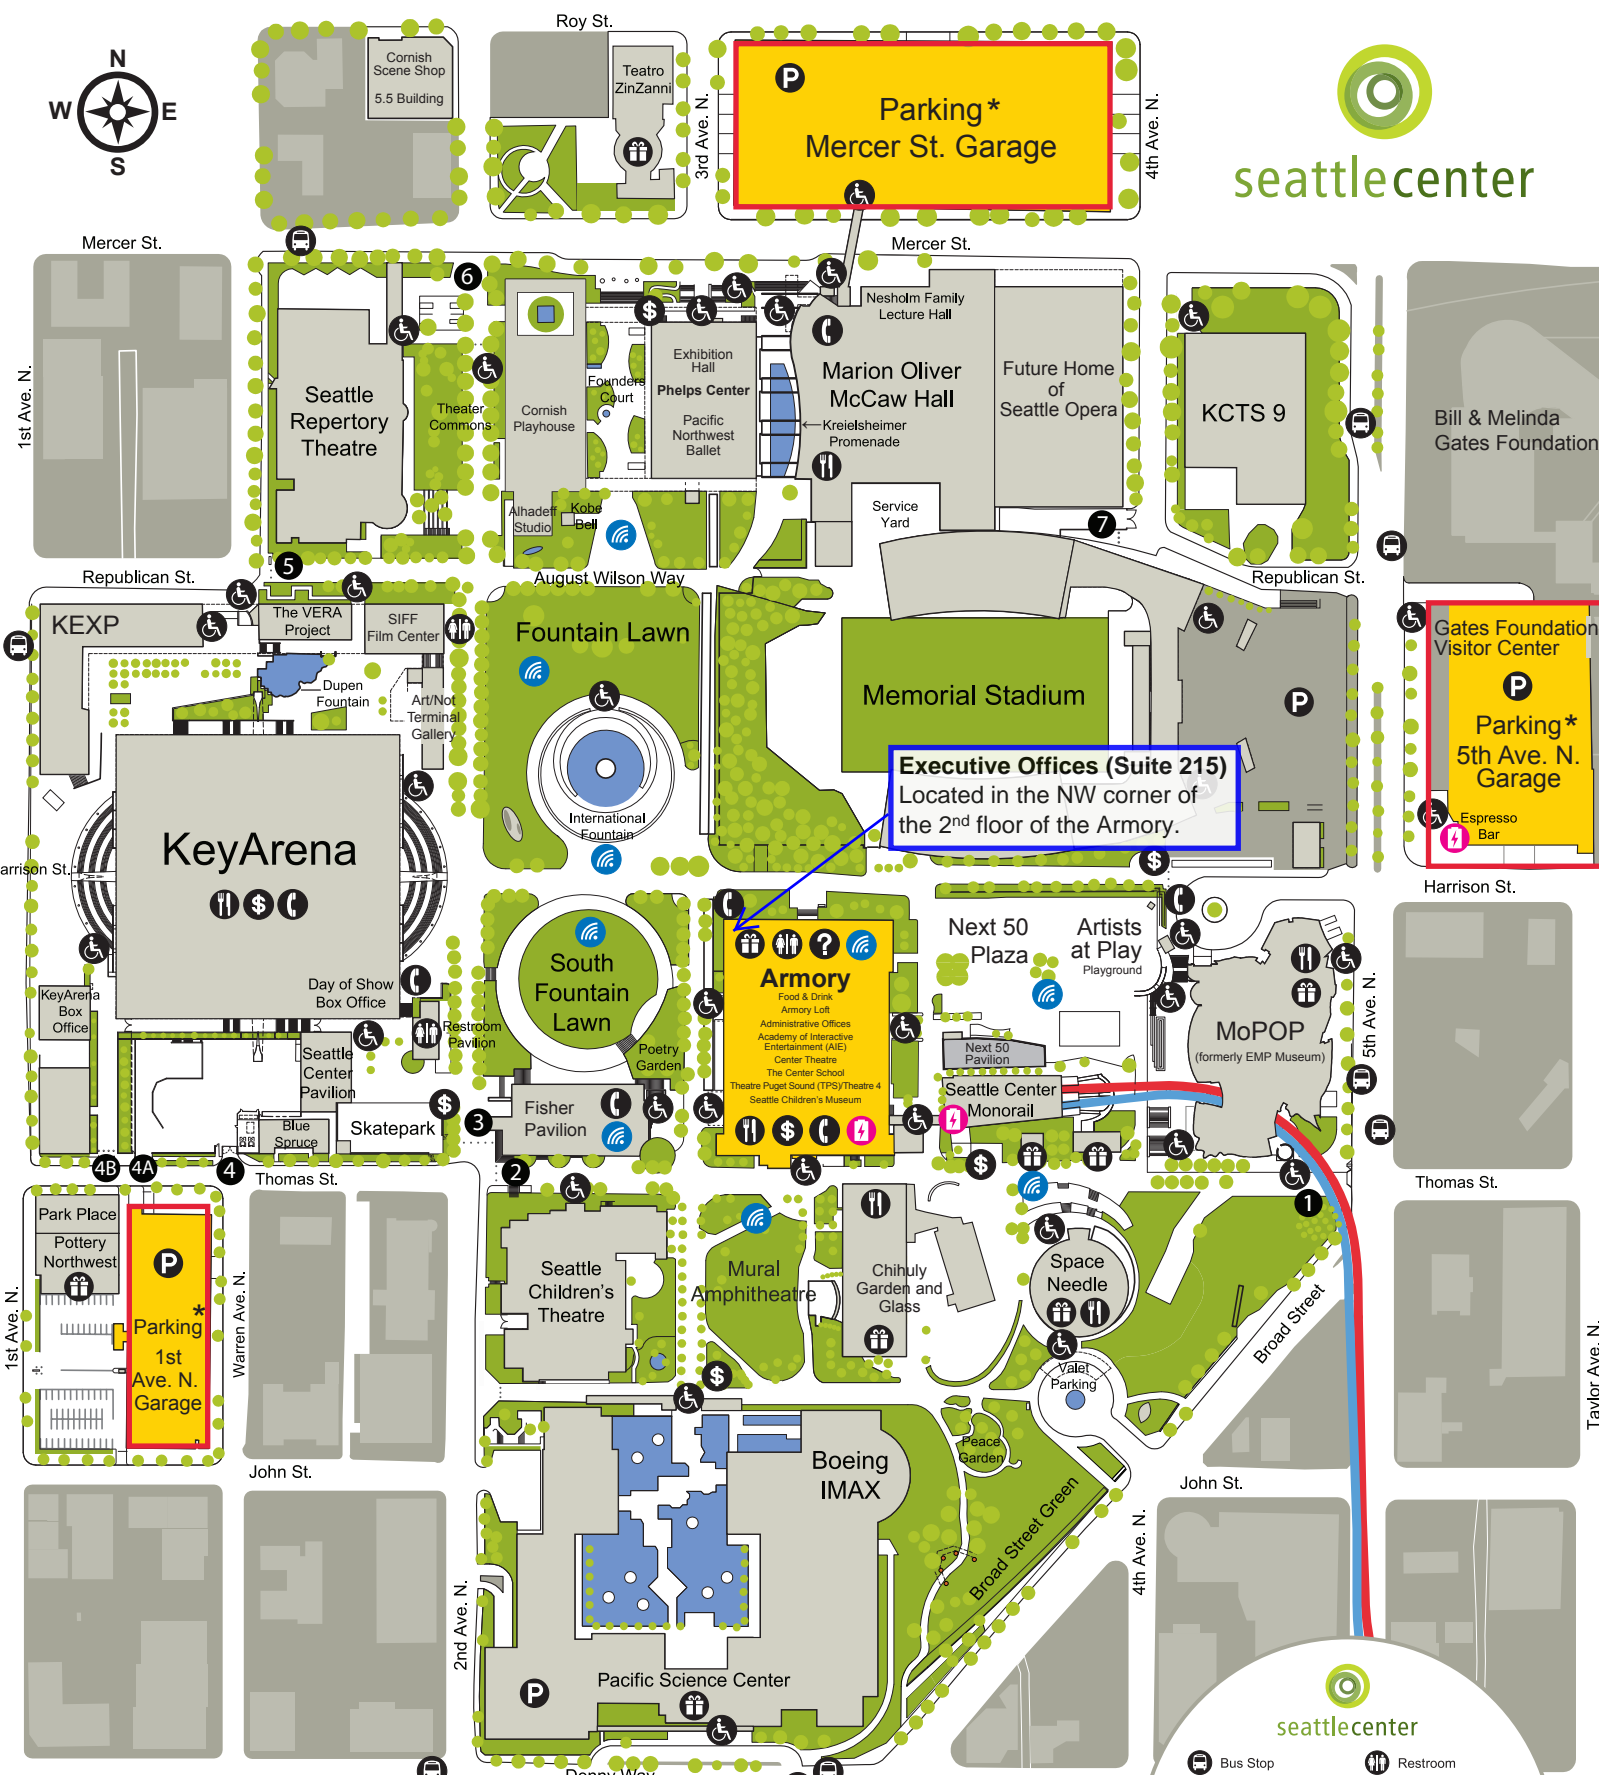 Roy St.
N
W
E
S
Cornish
Scene Shop
5.5 Building
Teatro
ZinZanni
3rd Ave. N.
P
Parking*
Mercer St. Garage
4th Ave. N.
seattlecenter
Mercer St.
Mercer St.
6
1st Ave. N.
Seattle
Repertory
Theatre
Theater
Commons
Cornish
Playhouse
Founders
Court
$
Exhibition
Hall
Phelps Center
Pacific
Northwest
Ballet
Nesholm Family
Lecture Hall
Marion Oliver
McCaw Hall
Kreielsheimer
Promenade
Future Home
of
Seattle Opera
KCTS 9
Bill & Melinda
Gates Foundation
Alhadeff
Studio
Kobe
Bell
Service
Yard
7
5
Republican St.
August Wilson Way
Republican St.
KEXP
The VERA
Project
SIFF
Film Center
Fountain Lawn
Dupen
Fountain
Art/Not
Terminal
Gallery
Memorial Stadium
P
Gates Foundation
Visitor Center
P
Parking*
5th Ave. N.
Garage
Espresso
Bar
Executive Offices (Suite 215)
Located in the NW corner of
the 2nd floor of the Armory.
International
Fountain
KeyArena
$
arrison St.
$
Harrison St.
Day of Show
Box Office
KeyArena
Box
Office
Restroom
Pavilion
Seattle
Center
Pavilion
South
Fountain
Lawn
Poetry
Garden
?
Armory
Food & Drink
Armory Loft
Administrative Offices
Academy of Interactive
Entertainment (AIE)
Center Theatre
The Center School
Theatre Puget Sound (TPS)/Theatre 4
Seattle Children's Museum
$
Next 50
Plaza
Artists
at Play
Playground
Next 50
Pavilion
Seattle Center
Monorail
MoPOP
(formerly EMP Museum)
5th Ave. N.
$
Skatepark
Blue
Spruce
3
Fisher
Pavilion
4B
4A
4
2
$
1
Thomas St.
Thomas St.
Park Place
Pottery
Northwest
P
*
Parking
1st
Ave. N.
Garage
1st Ave. N.
Warren Ave. N.
Seattle
Children's
Theatre
Mural
Amphitheatre
Chihuly
Garden and
Glass
Space
Needle
Valet
Parking
Broad Street
Taylor Ave. N.
$
John St.
Boeing
IMAX
Peace
Garden
Broad Street Green
John St.
4th Ave. N.
2nd Ave. N.
P
Pacific Science Center
Denny Way
seattlecenter
Bus Stop
Restroom